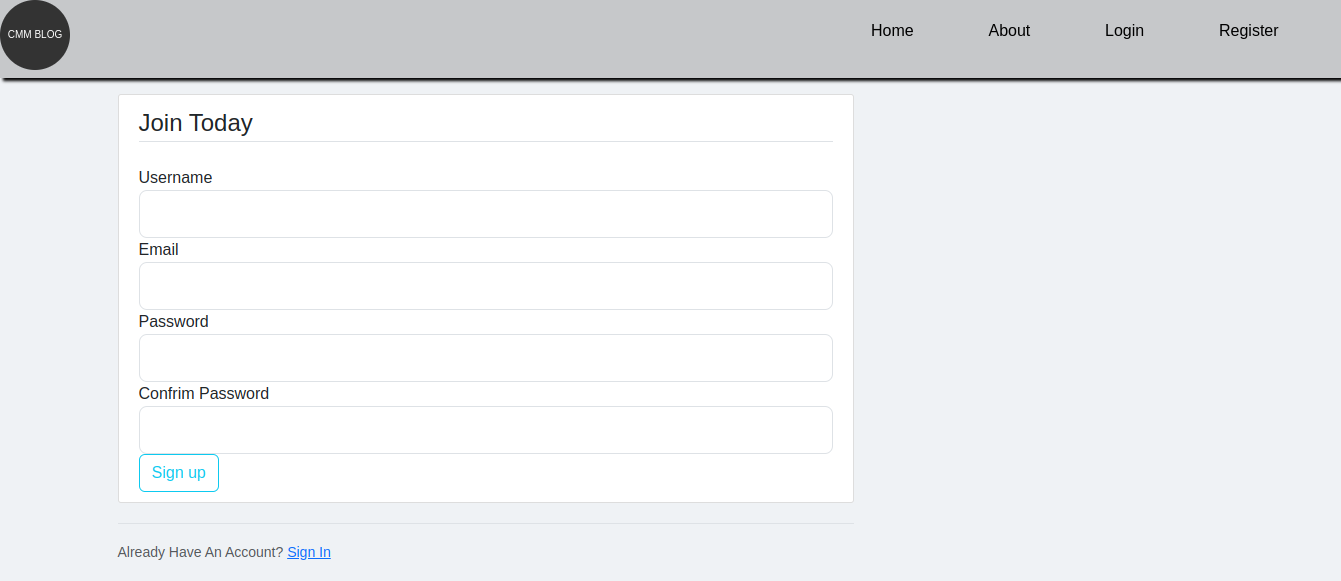 CMM BLOG
Home About Login Register
Join Today
Username
Email
Password
Confrim Password
Sign up
Already Have An Account? Sign In